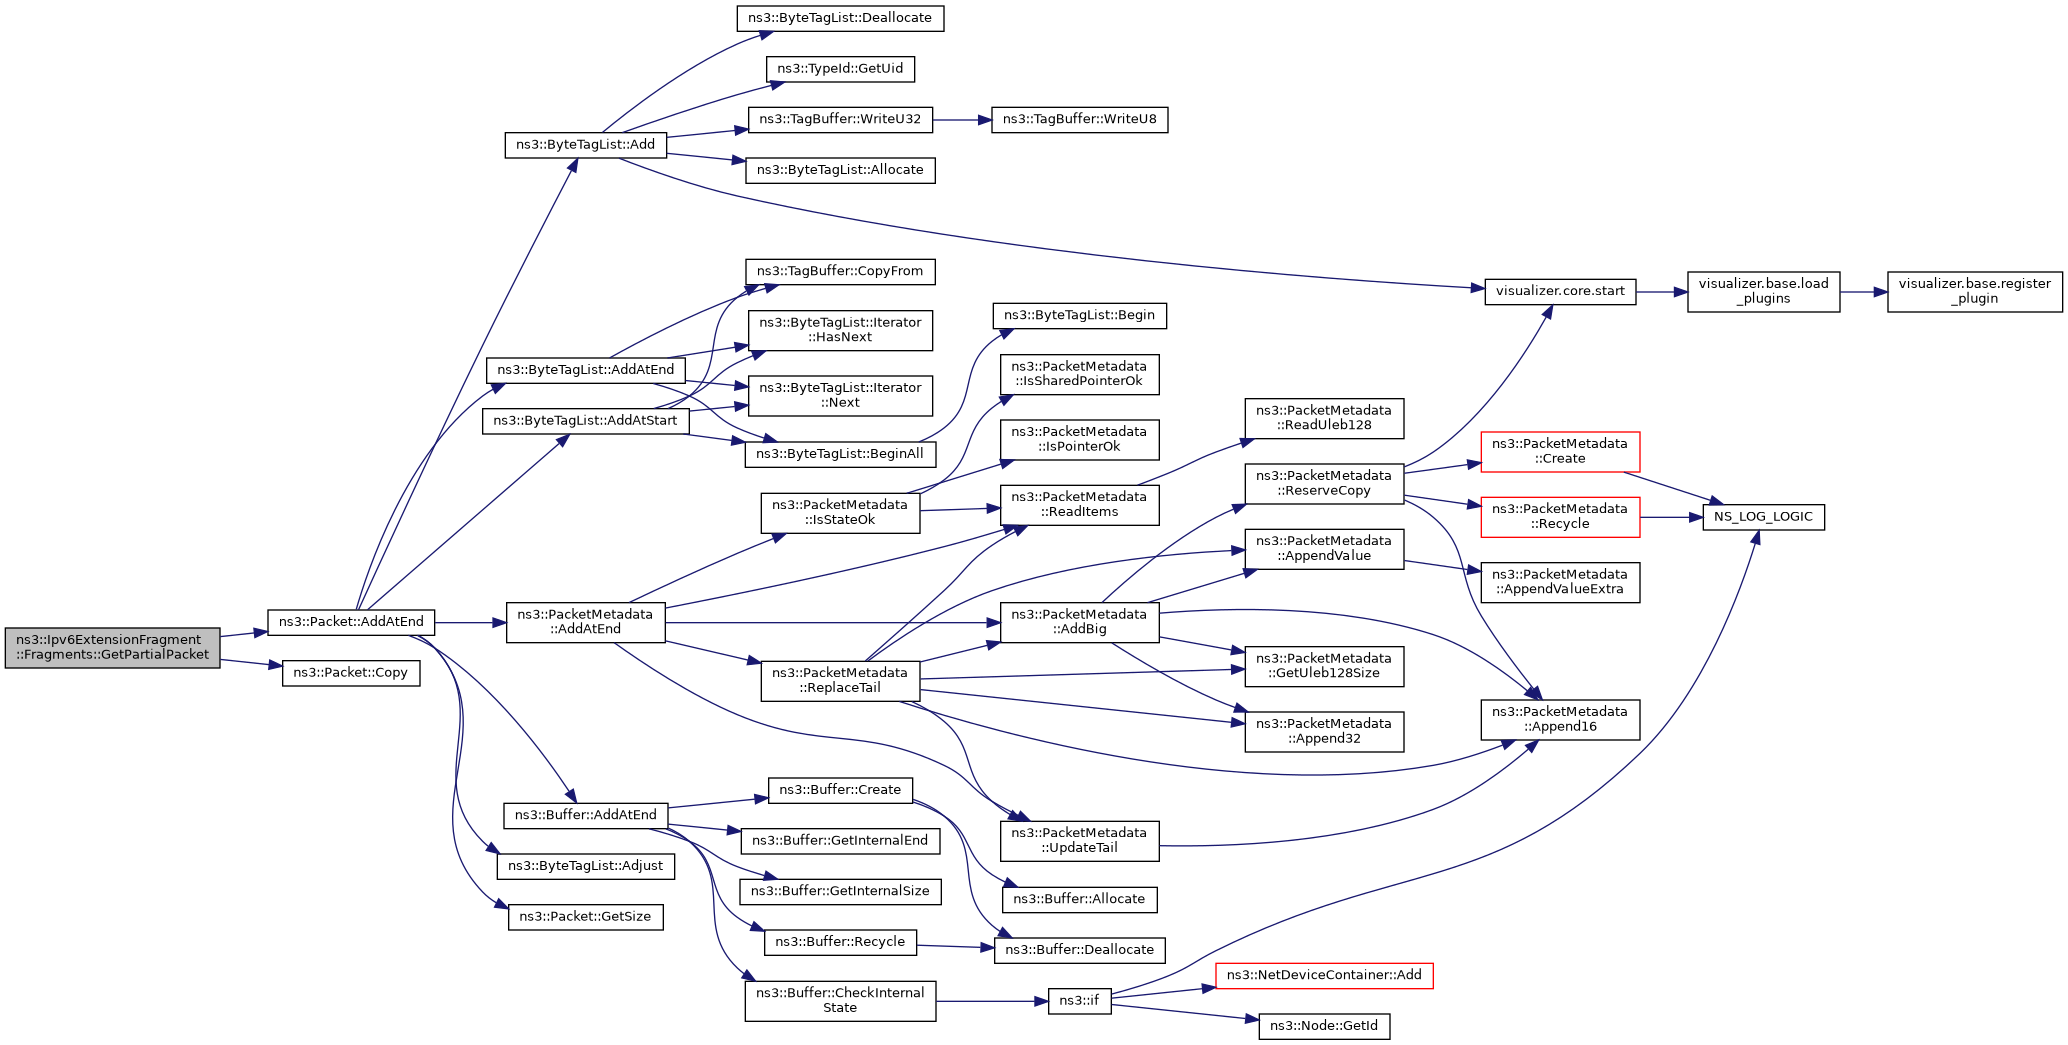 ns3::Ipv6ExtensionFragment
::Fragments::GetPartialPacket
ns3::Packet::AddAtEnd
ns3::Packet::Copy
ns3::ByteTagList::Add
ns3::ByteTagList::AddAtEnd
ns3::ByteTagList::AddAtStart
ns3::PacketMetadata
::AddAtEnd
ns3::Buffer::AddAtEnd
ns3::ByteTagList::Adjust
ns3::Packet::GetSize
ns3::ByteTagList::Deallocate
ns3::TypeId::GetUid
ns3::TagBuffer::WriteU32
ns3::ByteTagList::Allocate
ns3::TagBuffer::CopyFrom
ns3::ByteTagList::Iterator
::HasNext
ns3::ByteTagList::Iterator
::Next
ns3::ByteTagList::BeginAll
ns3::PacketMetadata
::IsStateOk
ns3::PacketMetadata
::ReplaceTail
ns3::Buffer::Create
ns3::Buffer::GetInternalEnd
ns3::Buffer::GetInternalSize
ns3::Buffer::Recycle
ns3::Buffer::CheckInternal
State
ns3::TagBuffer::WriteU8
ns3::ByteTagList::Begin
ns3::PacketMetadata
::IsSharedPointerOk
ns3::PacketMetadata
::IsPointerOk
ns3::PacketMetadata
::ReadItems
ns3::PacketMetadata
::AddBig
ns3::PacketMetadata
::UpdateTail
ns3::Buffer::Allocate
ns3::Buffer::Deallocate
ns3::if
ns3::PacketMetadata
::ReadUleb128
ns3::PacketMetadata
::ReserveCopy
ns3::PacketMetadata
::AppendValue
ns3::PacketMetadata
::GetUleb128Size
ns3::PacketMetadata
::Append32
ns3::NetDeviceContainer::Add
ns3::Node::GetId
visualizer.core.start
ns3::PacketMetadata
::Create
ns3::PacketMetadata
::Recycle
ns3::PacketMetadata
::AppendValueExtra
ns3::PacketMetadata
::Append16
visualizer.base.load
_plugins
NS_LOG_LOGIC
visualizer.base.register
_plugin